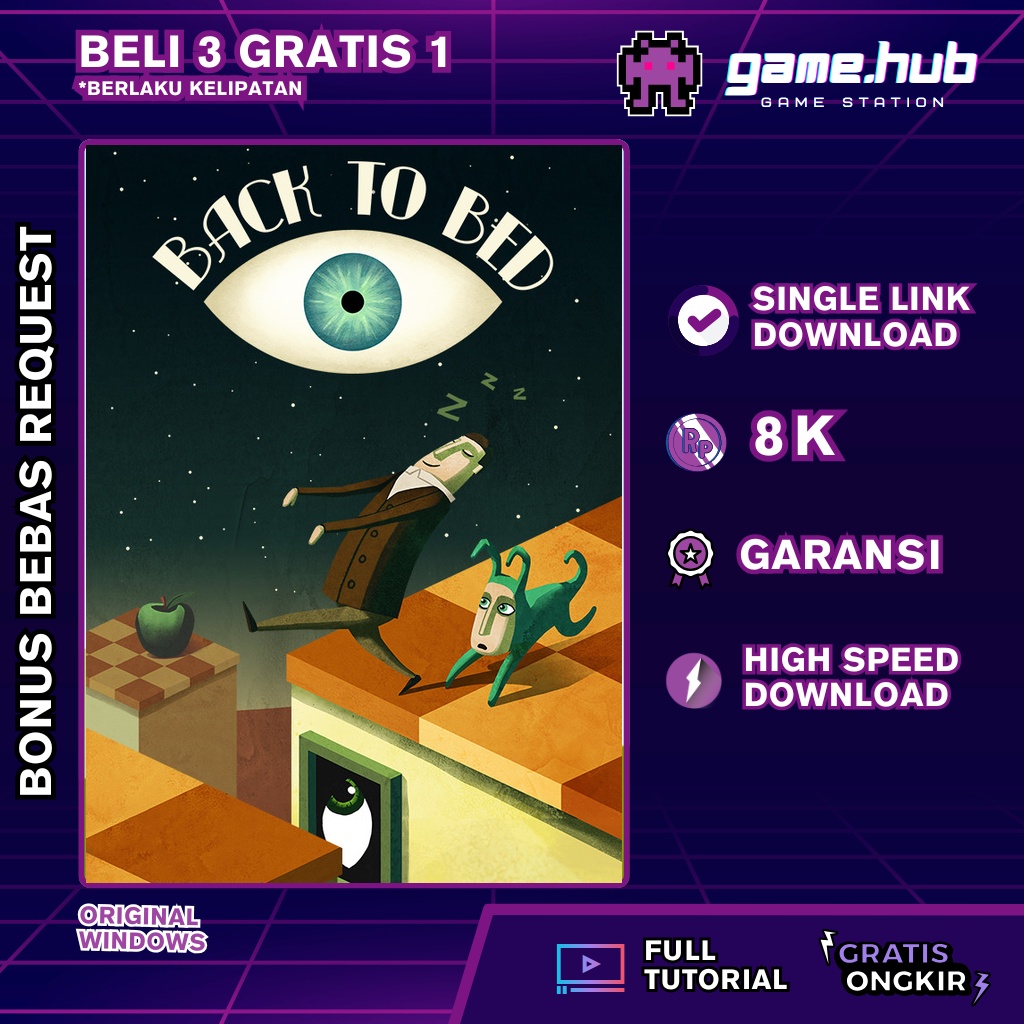 BELI 3 GRATIS 1
*BERLAKU KELIPATAN
game.hub
GAME STATION
BONUS BEBAS REQUEST
BACK TO BED
Z Z Z
SINGLE LINK
DOWNLOAD
Rp 8K
GARANSI
HIGH SPEED
DOWNLOAD
ORIGINAL
WINDOWS
FULL
TUTORIAL
GRATIS
ONGKIR